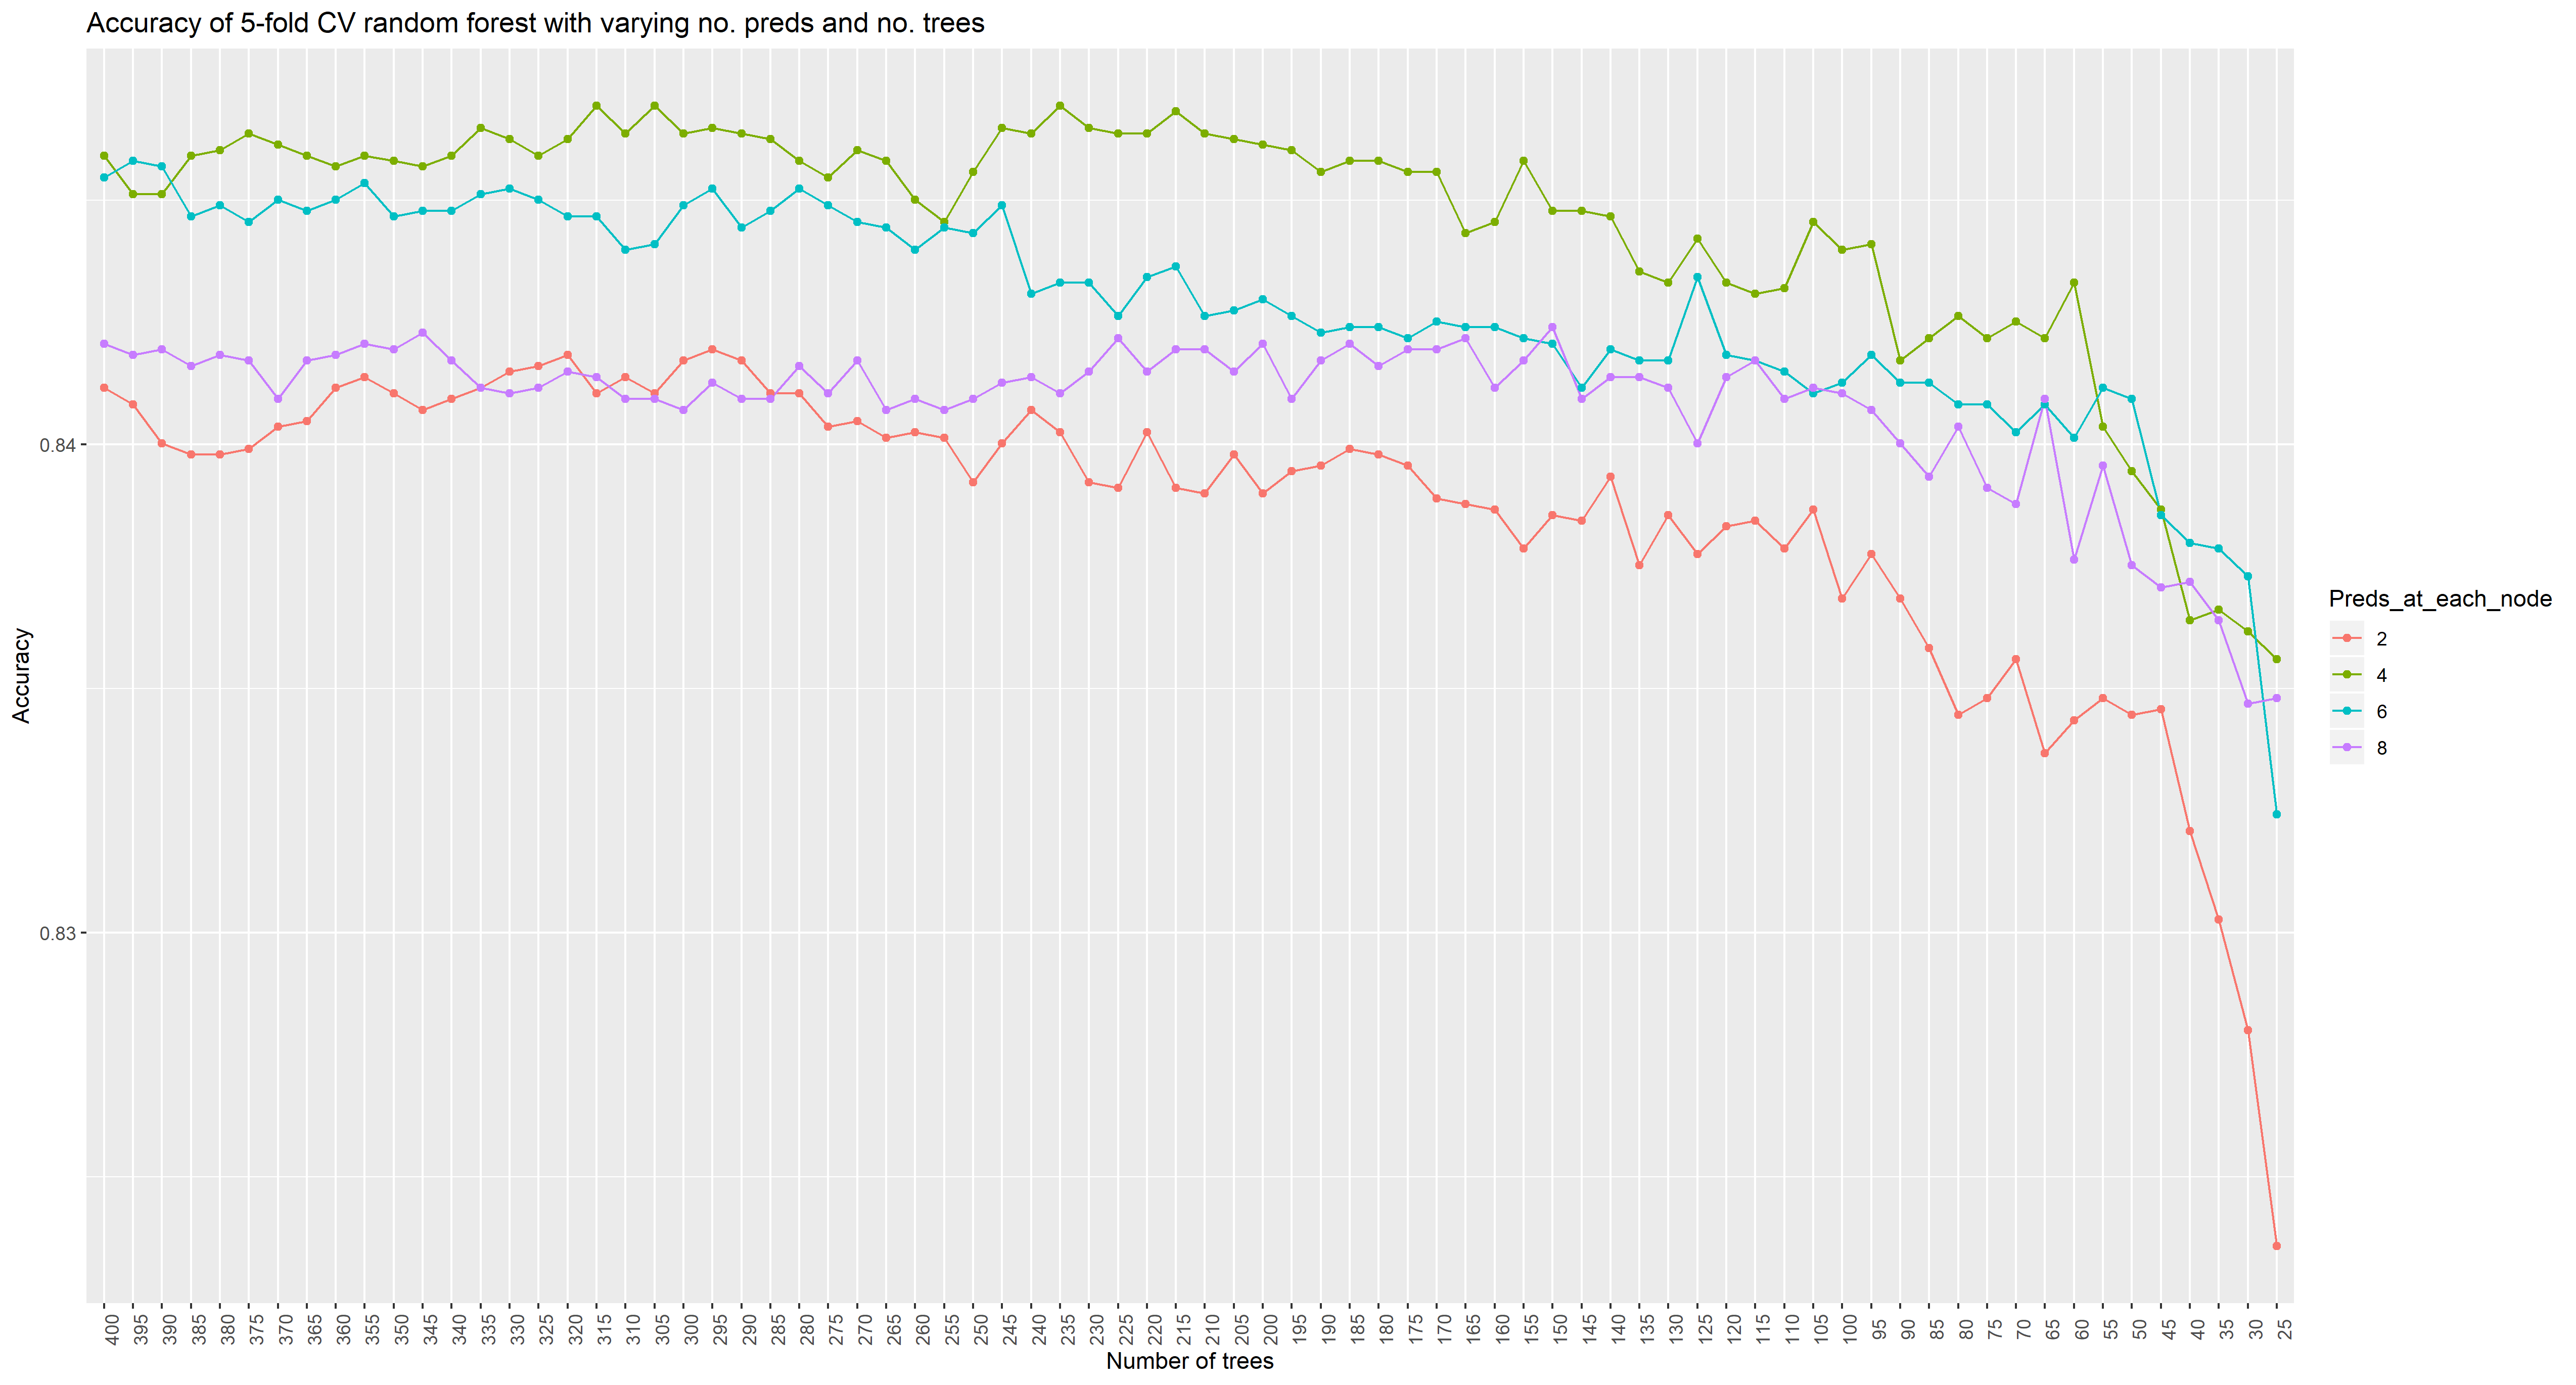 Accuracy of 5-fold CV random forest with varying no. preds and no. trees
Accuracy
0.84
0.83
400 395 390 385 380 375 370 365 360 355 350 345 340 335 330 325 320 315 310 305 300 295 290 285 280 275 270 265 260 255 250 245 240 235 230 225 220 215 210 205 200 195 190 185 180 175 170 165 160 155 150 145 140 135 130 125 120 115 110 105 100 95 90 85 80 75 70 65 60 55 50 45 40 35 30 25
Number of trees
Preds_at_each_node
2
4
6
8